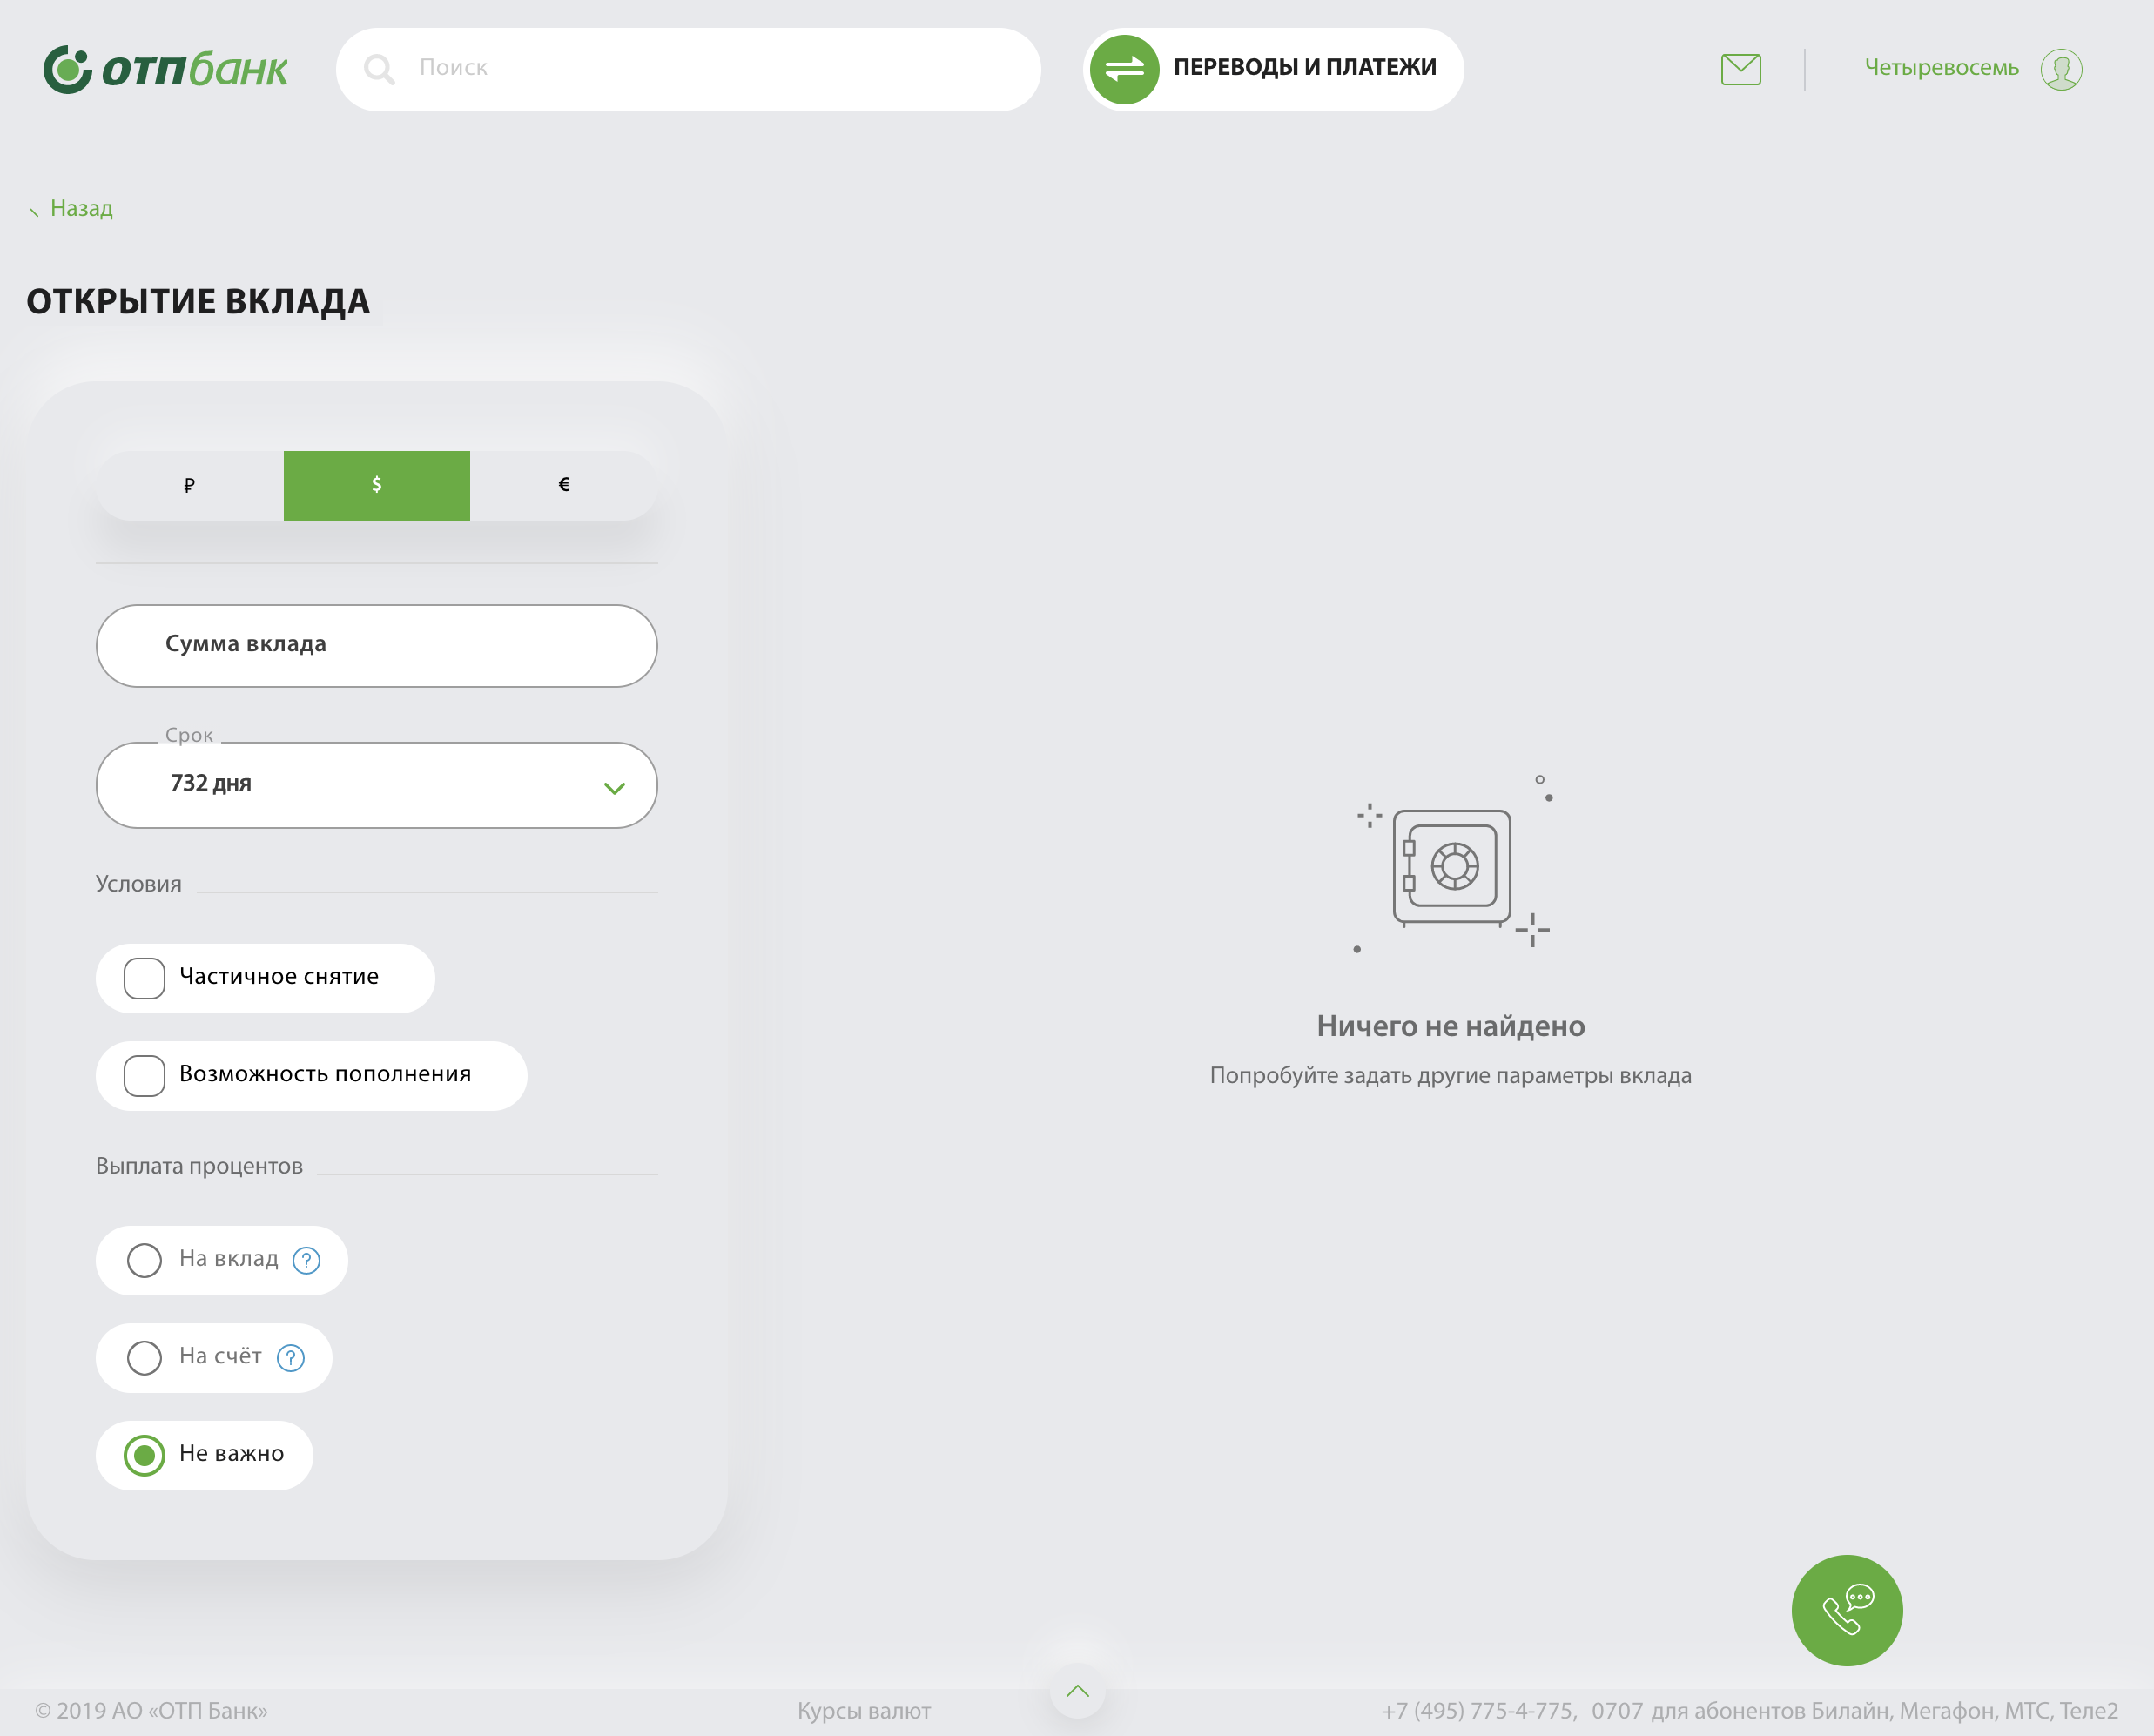 отпбанк
Поиск
ПЕРЕВОДЫ И ПЛАТЕЖИ
Четыревосемь
Назад
ОТКРЫТИЕ ВКЛАДА
₽ $ €
Сумма вклада
Срок
732 дня
Условия
Частичное снятие
Возможность пополнения
Выплата процентов
На вклад ?
На счёт ?
Не важно
Ничего не найдено
Попробуйте задать другие параметры вклада
© 2019 АО «ОТП Банк» Курсы валют +7 (495) 775-4-775, 0707 для абонентов Билайн, Мегафон, МТС, Теле2